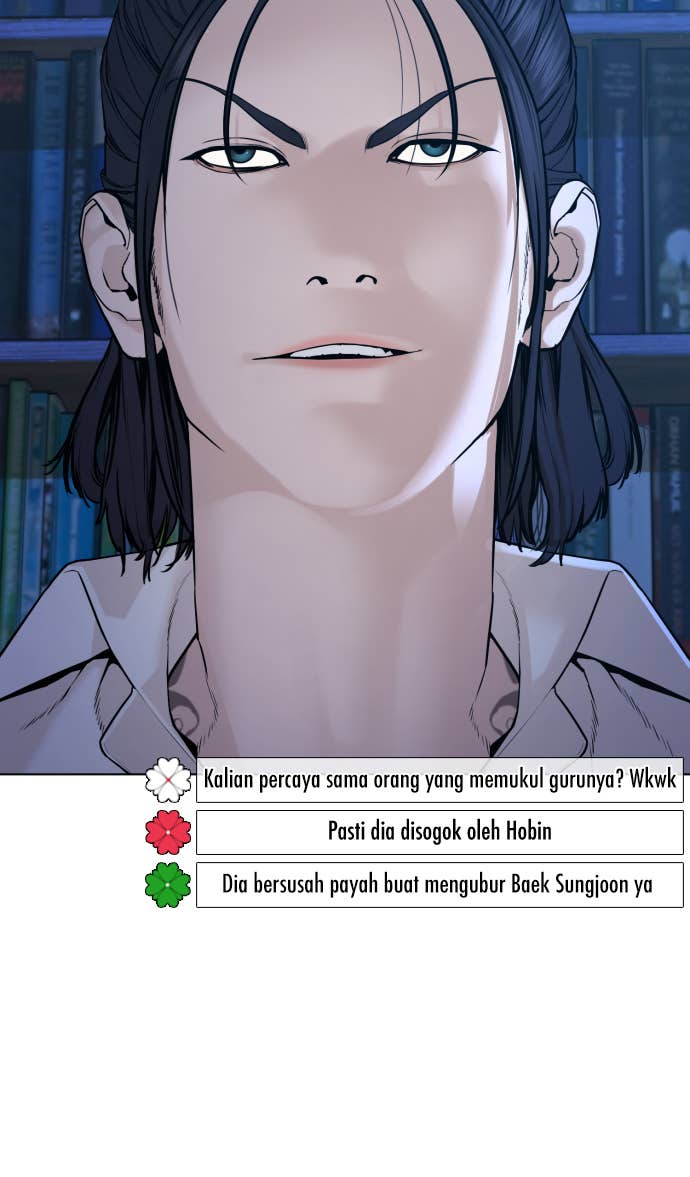 Kalian percaya sama orang yang memukul gurunya? Wkwk
Pasti dia disogok oleh Hobin
Dia bersusah payah buat mengubur Baek Sungjoon ya